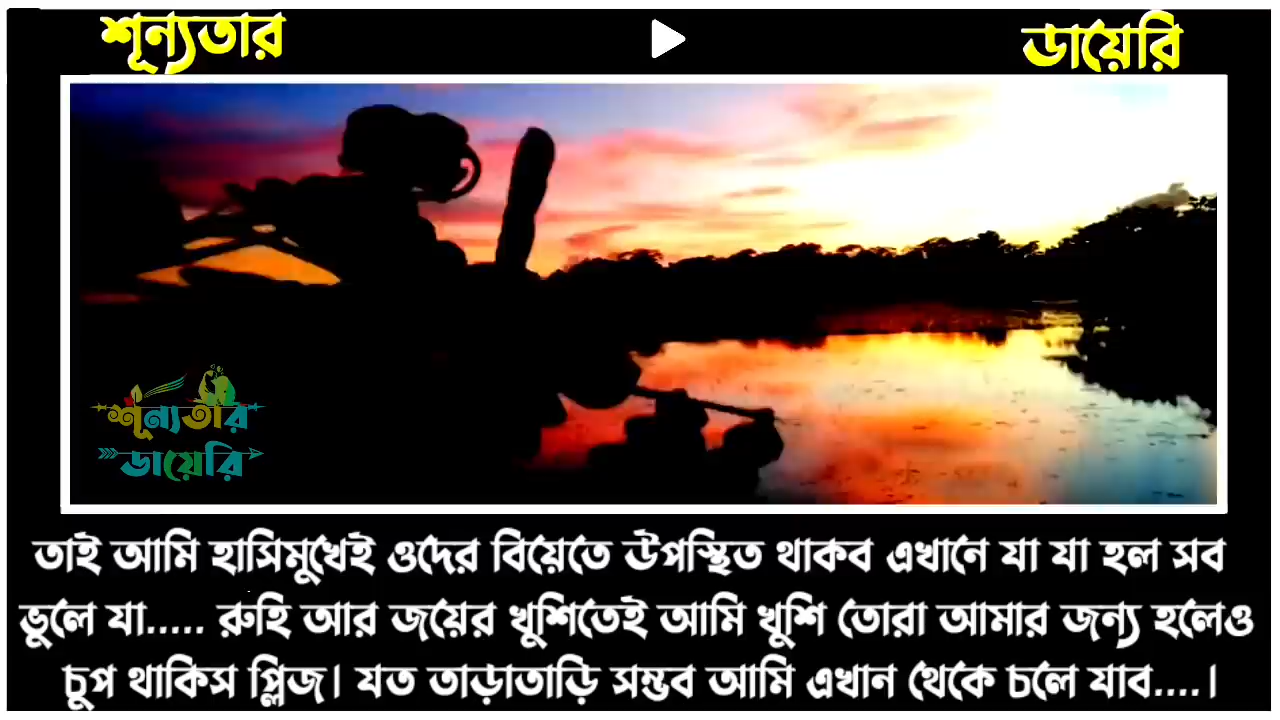 শূন্যতার ডায়েরি
শূন্যতার
ডায়েরি
তাই আমি হাসিমুখেই ওদের বিয়েতে উপস্থিত থাকব এখানে যা যা হল সব
ভুলে যা..... রুহি আর জয়ের খুশিতেই আমি খুশি তোরা আমার জন্য হলেও
চুপ থাকিস প্লিজ। যত তাড়াতাড়ি সম্ভব আমি এখান থেকে চলে যাব....।